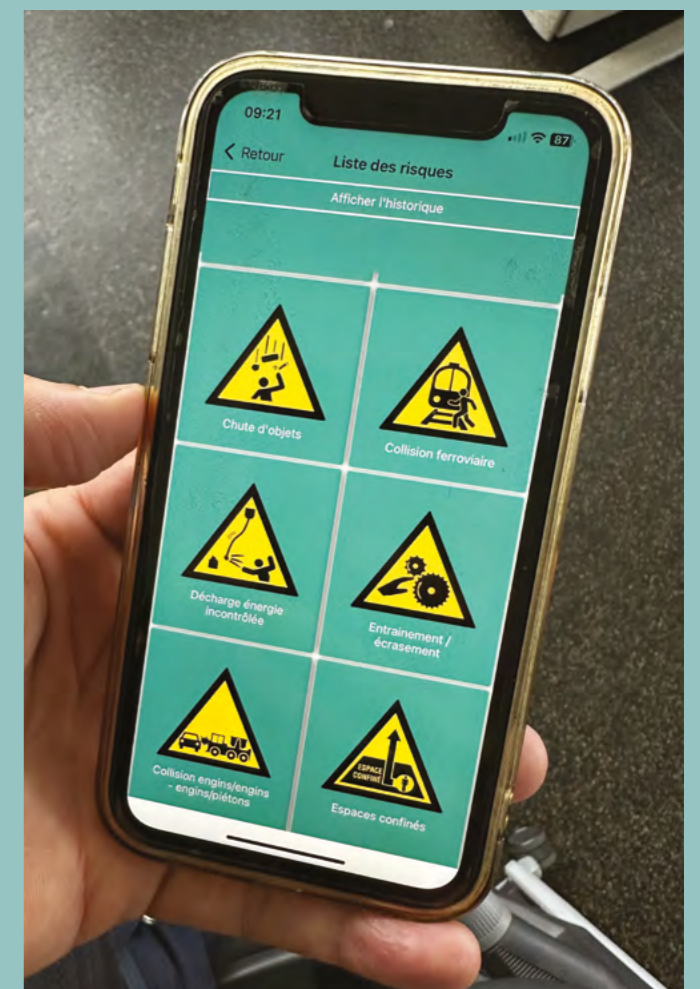 09:21
87
Retour
Liste des risques
Afficher l'historique
Chute d'objets
Collision ferroviaire
Décharge énergie
incontrôlée
Entrainement /
écrasement
Collision engins/engins
- engins/piétons
ESPACE
CONFINÉ
Espaces confinés